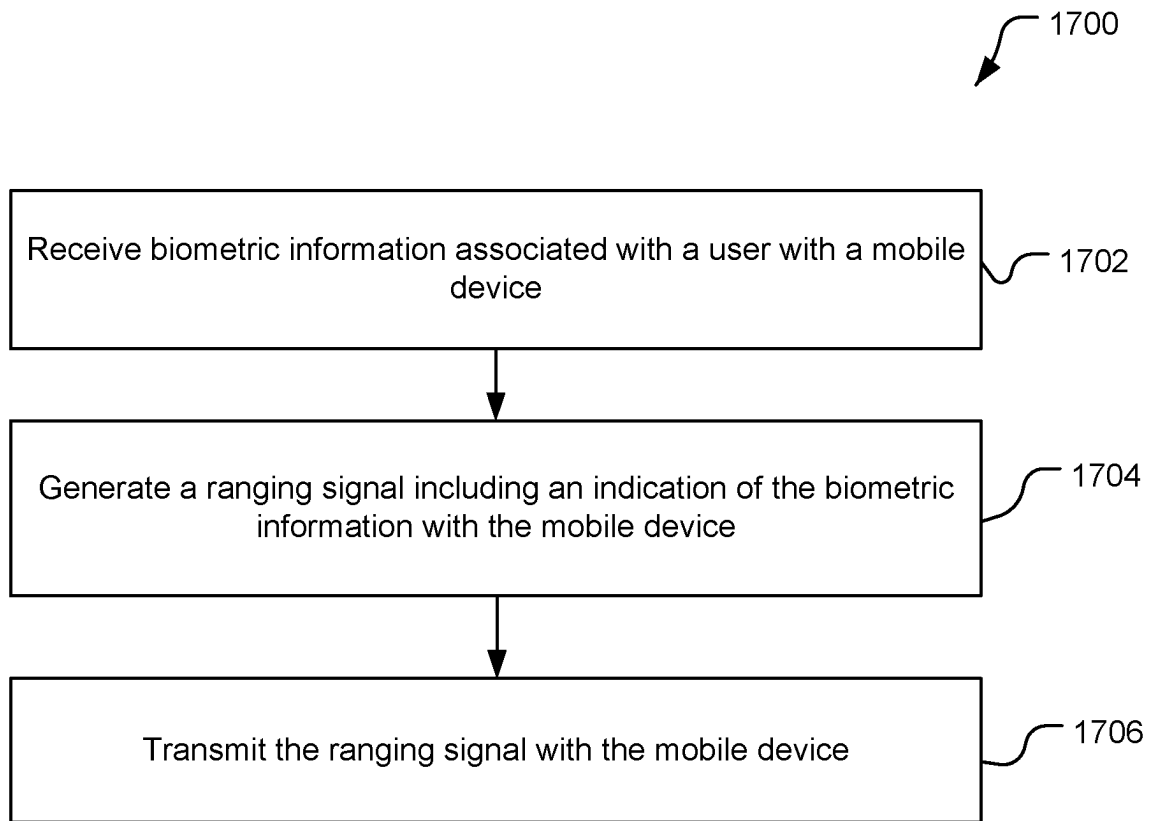 1700
Receive biometric information associated with a user with a mobile
device
1702
Generate a ranging signal including an indication of the biometric
information with the mobile device
1704
Transmit the ranging signal with the mobile device
1706